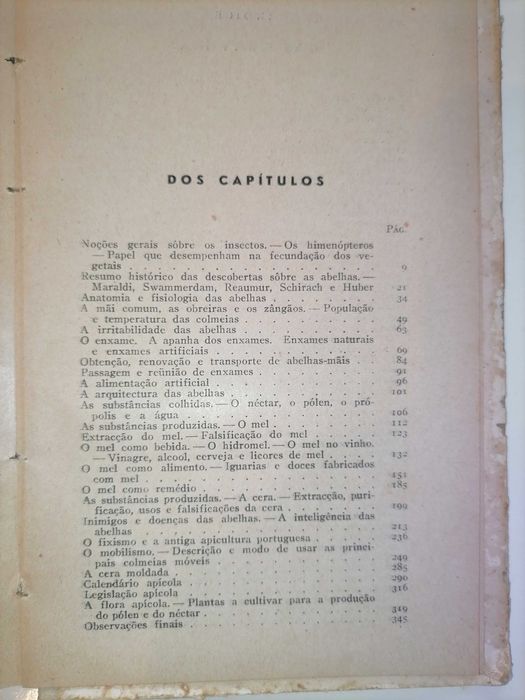 DOS CAPÍTULOS
Pág.
Noções gerais sôbre os insectos. — Os himenópteros
— Papel que desempenham na fecundação dos ve-
getais . . . . . . . . . . . . . . . . 9
Resumo histórico das descobertas sôbre as abelhas. —
Maraldi, Swammerdam, Reaumur, Schirach e Huber 21
Anatomia e fisiologia das abelhas . . . . . . . . 34
A mãi comum, as obreiras e os zângãos. — População
e temperatura das colmeias . . . . . . . . . . 49
A irritabilidade das abelhas . . . . . . . . . . 63
O enxame. A apanha dos enxames. Enxames naturais
e enxames artificiais . . . . . . . . . . . . 69
Obtenção, renovação e transporte de abelhas-mãis . . 84
Passagem e reünião de enxames . . . . . . . . . 91
A alimentação artificial . . . . . . . . . . . . 96
A arquitectura das abelhas . . . . . . . . . . . 101
As substâncias colhidas. — O néctar, o pólen, o pró-
polis e a água . . . . . . . . . . . . . . 106
As substâncias produzidas. — O mel . . . . . . . 112
Extracção do mel. — Falsificação do mel . . . . . 123
O mel como bebida. — O hidromel. — O mel no vinho.
— Vinagre, alcool, cerveja e licores de mel . . . . 132
O mel como alimento. — Iguarias e doces fabricados
com mel . . . . . . . . . . . . . . . . 151
O mel como remédio . . . . . . . . . . . . . 185
As substâncias produzidas. — A cera. — Extracção, puri-
ficação, usos e falsificações da cera . . . . . . . 199
Inimigos e doenças das abelhas. — A inteligência das
abelhas . . . . . . . . . . . . . . . . 213
O fixismo e a antiga apicultura portuguesa . . . . . 236
O mobilismo. — Descrição e modo de usar as princi-
pais colmeias móveis . . . . . . . . . . . . 249
A cera moldada . . . . . . . . . . . . . . 285
Calendário apícola . . . . . . . . . . . . . 290
Legislação apícola . . . . . . . . . . . . . 316
A flora apícola. — Plantas a cultivar para a produção
do pólen e do néctar . . . . . . . . . . . . 319
Observações finais . . . . . . . . . . . . . 345